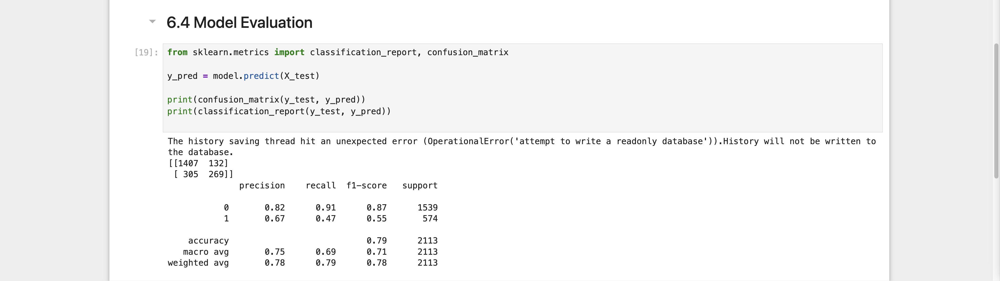 6.4 Model Evaluation
[19]:
from sklearn.metrics import classification_report, confusion_matrix
y_pred = model.predict(X_test)
print(confusion_matrix(y_test, y_pred))
print(classification_report(y_test, y_pred))
The history saving thread hit an unexpected error (OperationalError('attempt to write a readonly database')).History will not be written to
the database.
[[1407  132]
 [ 305  269]]
              precision    recall  f1-score   support
           0       0.82      0.91      0.87      1539
           1       0.67      0.47      0.55       574
    accuracy                           0.79      2113
   macro avg       0.75      0.69      0.71      2113
weighted avg       0.78      0.79      0.78      2113